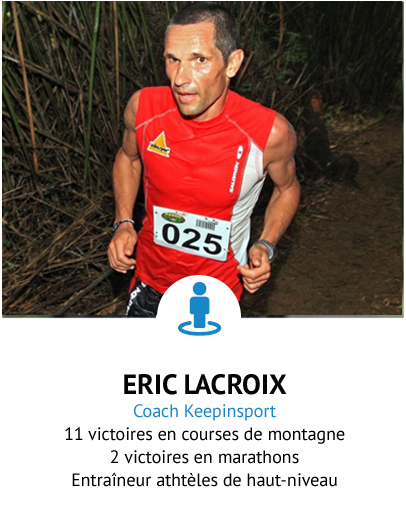 SALOMON
025
ERIC LACROIX
Coach Keepinsport
11 victoires en courses de montagne
2 victoires en marathons
Entraîneur athtèles de haut-niveau